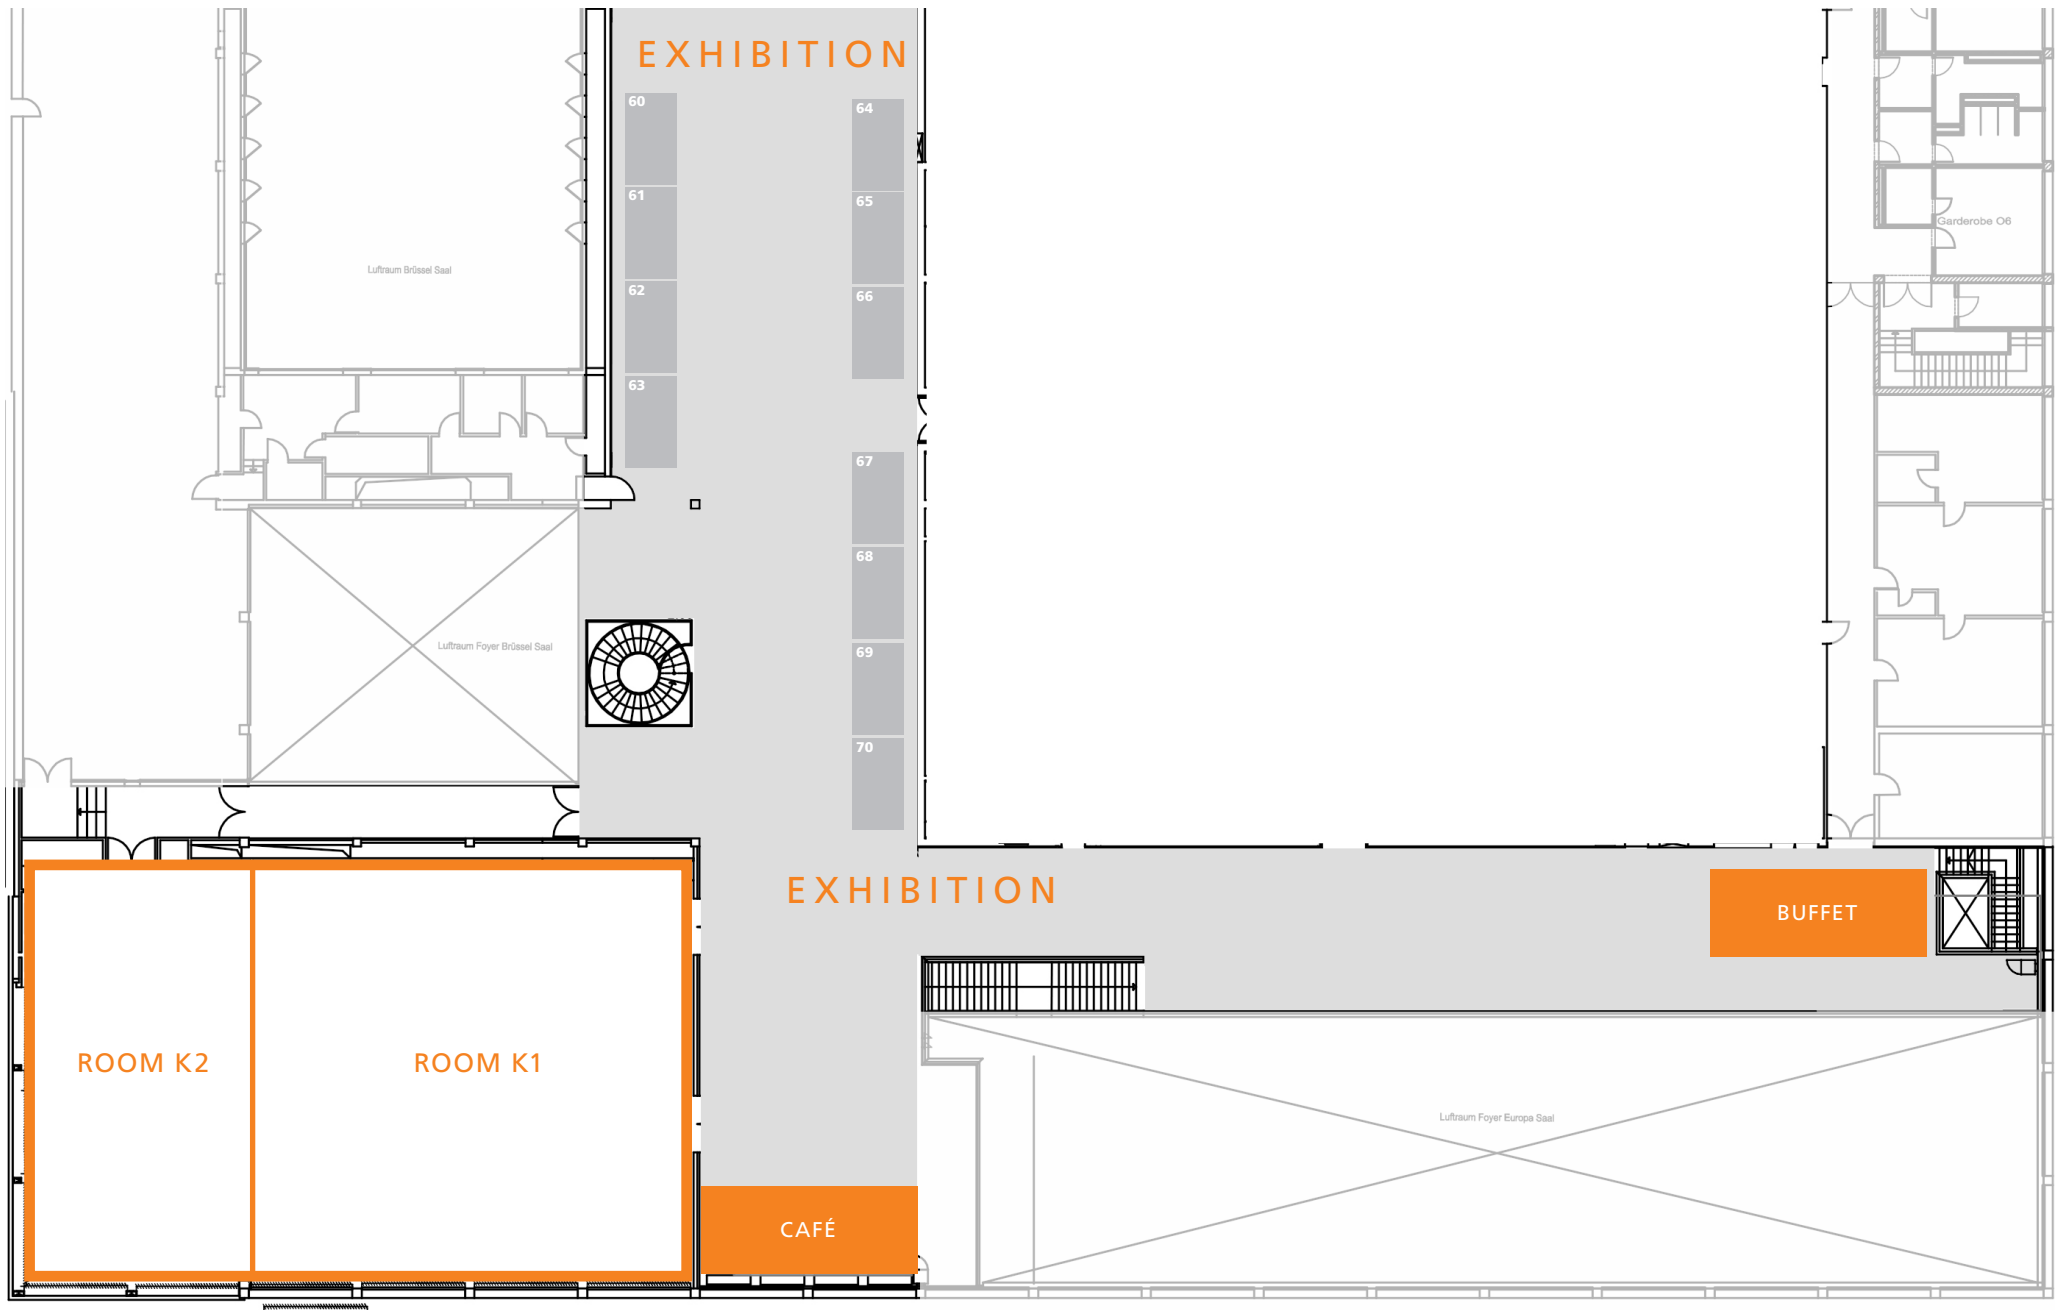 EXHIBITION
60
64
61
65
Garderobe O6
Luftraum Brüssel Saal
62
66
63
67
68
Luftraum Foyer Brüssel Saal
69
70
EXHIBITION
BUFFET
ROOM K2
ROOM K1
Luftraum Foyer Europa Saal
CAFÉ